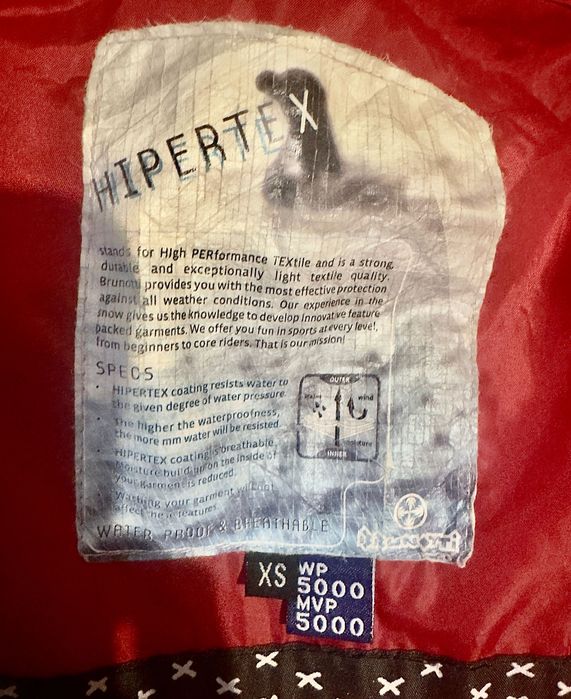 HIPERTEX
stands for HIgh PERformance TEXtile and is a strong,
durable and exceptionally light textile quality.
Brunotti provides you with the most effective protection
against all weather conditions. Our experience in the
snow gives us the knowledge to develop innovative feature
packed garments. We offer you fun in sports at every level,
from beginners to core riders. That is our mission!
SPECS
· HIPERTEX coating resists water to
the given degree of water pressure
· The higher the waterproofness,
the more mm water will be resisted.
· HIPERTEX coating is breathable.
Moisture build-up on the inside of
your garment is reduced.
· Washing your garment will not
affect these features.
OUTER
water
wind
moisture
INNER
WATER PROOF & BREATHABLE
brunotti
XS
WP
5000
MVP
5000